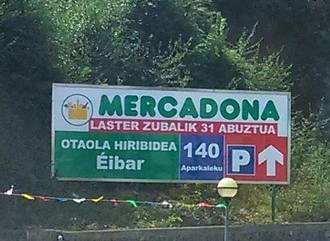 MERCADONA
LASTER ZUBALIK 31 ABUZTUA
OTAOLA HIRIBIDEA
Éibar
140
Aparkaleku
P